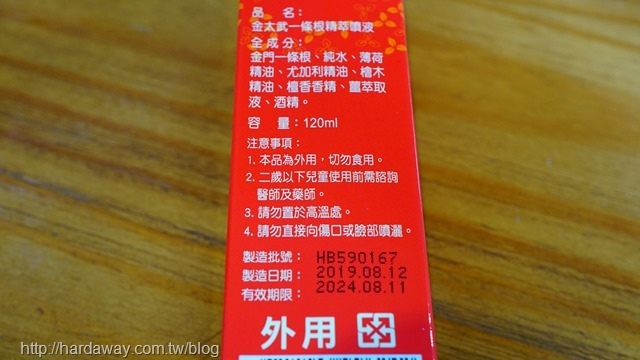 品　名：
金太武一條根精萃噴液
全成分：
金門一條根、純水、薄荷
精油、尤加利精油、檜木
精油、檀香香精、薑萃取
液、酒精。
容　量：120ml
注意事項：
1. 本品為外用，切勿食用。
2. 二歲以下兒童使用前需諮詢
醫師及藥師。
3. 請勿置於高溫處。
4. 請勿直接向傷口或臉部噴灑。
製造批號： HB590167
製造日期： 2019.08.12
有效期限： 2024.08.11
外用
http://hardaway.com.tw/blog